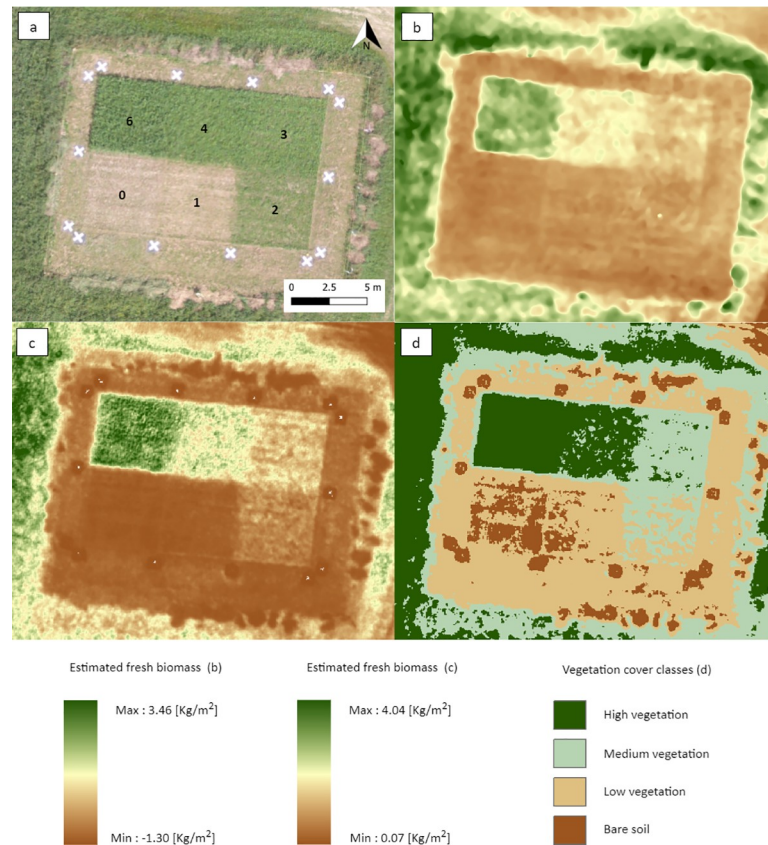 a
N
b
6
4
3
0
1
2
0 2.5 5 m
c
d
Estimated fresh biomass (b)
Max : 3.46 [Kg/m²]
Min : -1.30 [Kg/m²]
Estimated fresh biomass (c)
Max : 4.04 [Kg/m²]
Min : 0.07 [Kg/m²]
Vegetation cover classes (d)
High vegetation
Medium vegetation
Low vegetation
Bare soil